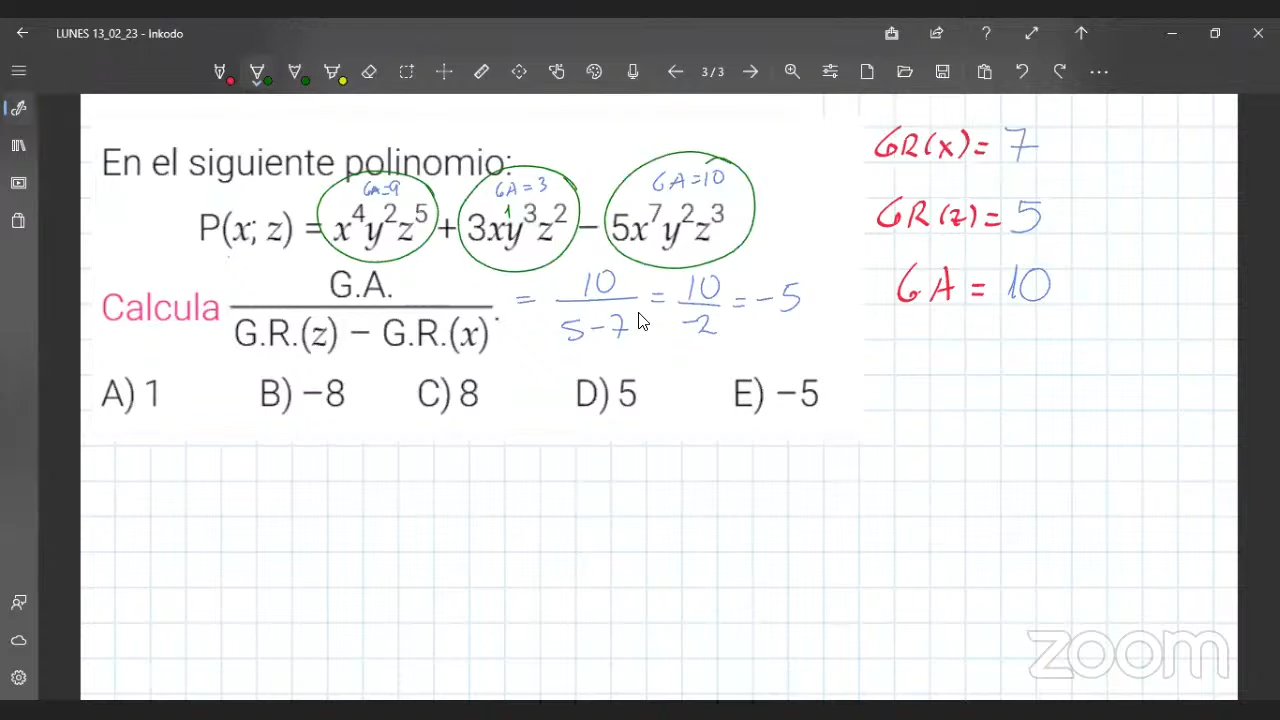 LUNES 13_02_23 - Inkodo
3 / 3
En el siguiente polinomio:
GA=9 GA=3 GA=10
P(x; z) = x⁴y²z⁵ + 3x¹y³z² − 5x⁷y²z³
Calcula G.A. / G.R.(z) − G.R.(x). = 10 / 5-7 = 10 / -2 = -5
A) 1 B) −8 C) 8 D) 5 E) −5
GR(x)= 7
GR(z)= 5
GA = 10
zoom